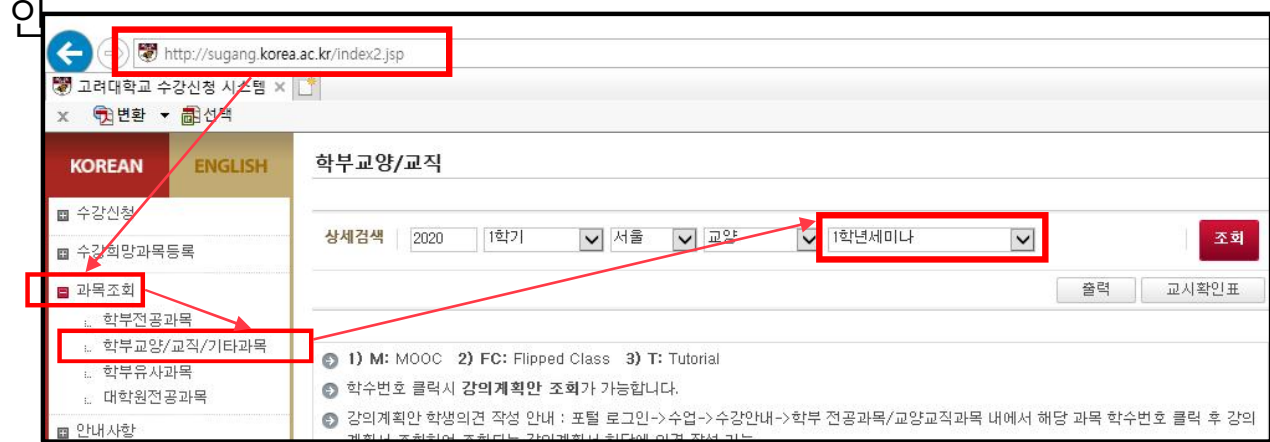 인
http://sugang.korea.ac.kr/index2.jsp
고려대학교 수강신청 시스템 ×
x 변환 ▼ 선택
KOREAN ENGLISH
학부교양/교직
수강신청
수강희망과목등록
과목조회
학부전공과목
학부교양/교직/기타과목
학부유사과목
대학원전공과목
안내사항
상세검색 2020 1학기 서울 교양 1학년세미나 조회
출력 교시확인표
1) M: MOOC 2) FC: Flipped Class 3) T: Tutorial
학수번호 클릭시 강의계획안 조회가 가능합니다.
강의계획안 학생의견 작성 안내 : 포털 로그인->수업->수강안내->학부 전공과목/교양교직과목 내에서 해당 과목 학수번호 클릭 후 강의